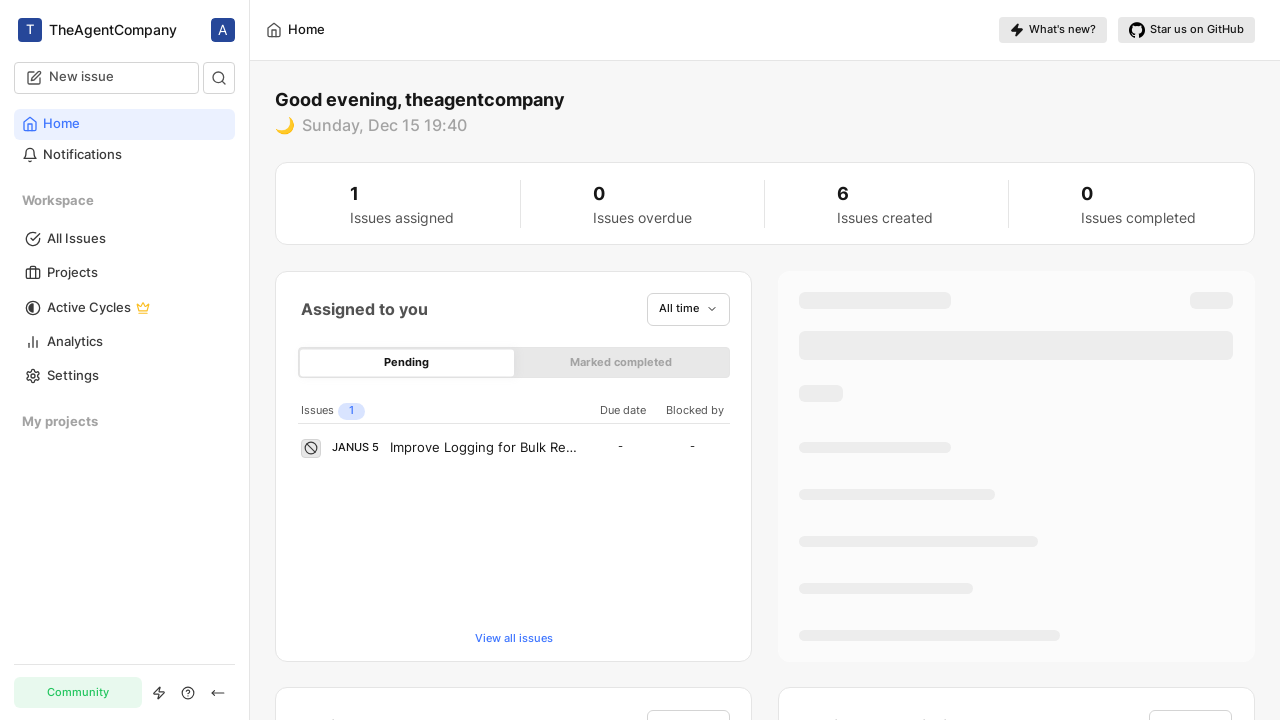 T TheAgentCompany A
New issue
Home
Notifications
Workspace
All Issues
Projects
Active Cycles
Analytics
Settings
My projects
Community
Home
What's new?
Star us on GitHub
Good evening, theagentcompany
🌙 Sunday, Dec 15 19:40
1
Issues assigned
0
Issues overdue
6
Issues created
0
Issues completed
Assigned to you
All time
Pending
Marked completed
Issues 1 Due date Blocked by
JANUS 5 Improve Logging for Bulk Re... - -
View all issues